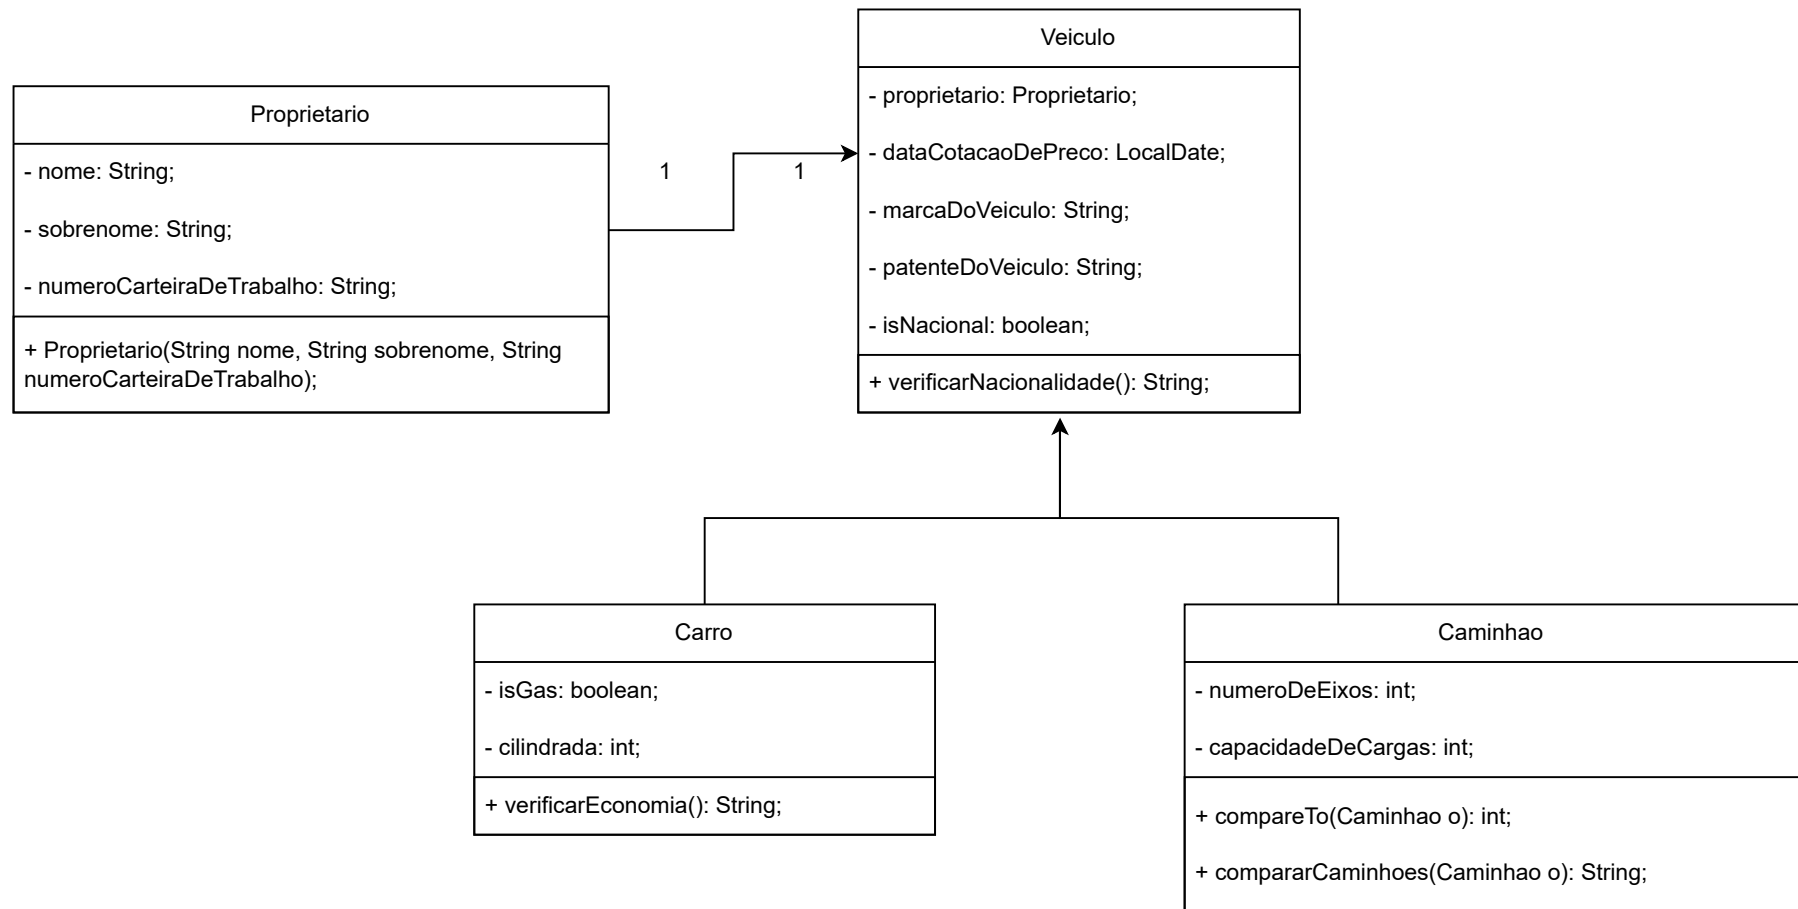 Veiculo
- proprietario: Proprietario;
- dataCotacaoDePreco: LocalDate;
- marcaDoVeiculo: String;
- patenteDoVeiculo: String;
- isNacional: boolean;
+ verificarNacionalidade(): String;
Proprietario
- nome: String;
- sobrenome: String;
- numeroCarteiraDeTrabalho: String;
+ Proprietario(String nome, String sobrenome, String
numeroCarteiraDeTrabalho);
1
1
Carro
- isGas: boolean;
- cilindrada: int;
+ verificarEconomia(): String;
Caminhao
- numeroDeEixos: int;
- capacidadeDeCargas: int;
+ compareTo(Caminhao o): int;
+ compararCaminhoes(Caminhao o): String;